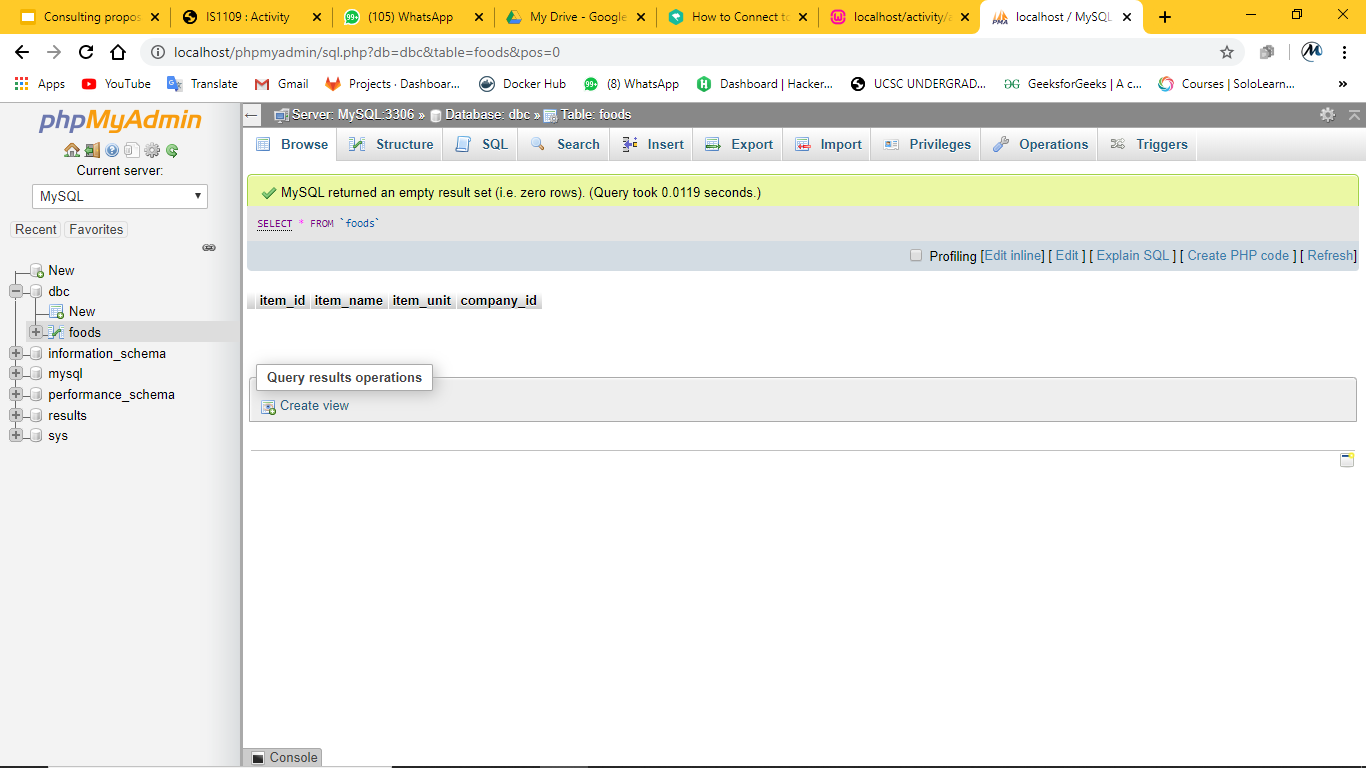 Consulting propos IS1109 : Activity (105) WhatsApp My Drive - Google How to Connect to localhost/activity/ localhost / MySQL
localhost/phpmyadmin/sql.php?db=dbc&table=foods&pos=0
Apps YouTube Translate Gmail Projects · Dashboar... Docker Hub 99+ (8) WhatsApp Dashboard | Hacker... UCSC UNDERGRAD... GeeksforGeeks | A c... Courses | SoloLearn... »
phpMyAdmin
Current server:
MySQL
Recent Favorites
New
dbc
New
foods
information_schema
mysql
performance_schema
results
sys
Server: MySQL:3306 » Database: dbc » Table: foods
Browse Structure SQL Search Insert Export Import Privileges Operations Triggers
MySQL returned an empty result set (i.e. zero rows). (Query took 0.0119 seconds.)
SELECT * FROM `foods`
Profiling [Edit inline] [ Edit ] [ Explain SQL ] [ Create PHP code ] [ Refresh]
item_id item_name item_unit company_id
Query results operations
Create view
Console